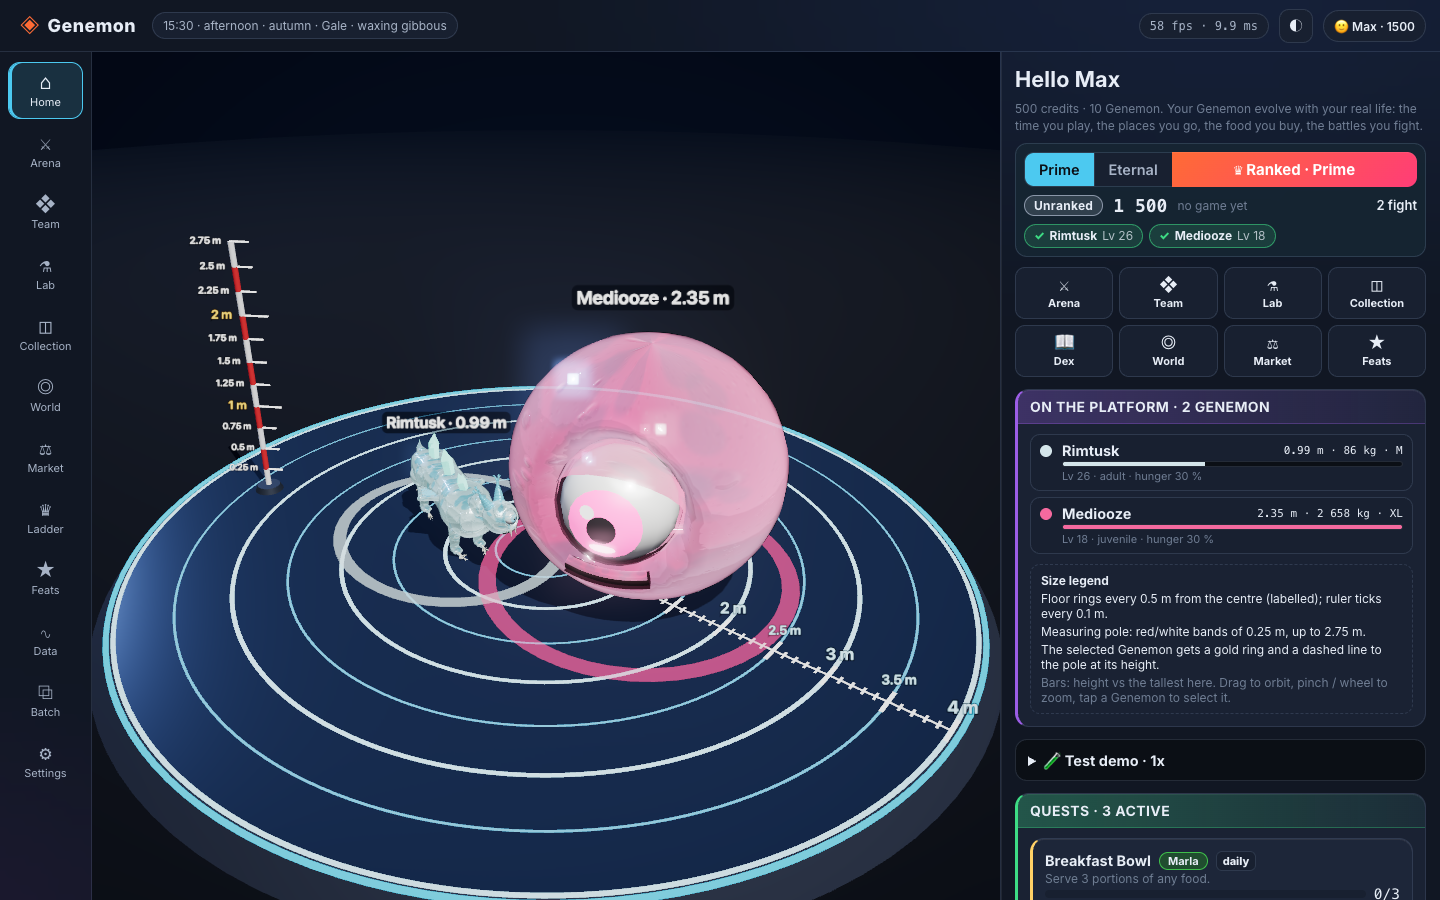 Genemon
15:30 · afternoon · autumn · Gale · waxing gibbous
58 fps · 9.9 ms
Max · 1500
Home
Arena
Team
Lab
Collection
World
Market
Ladder
Feats
Data
Batch
Settings
2.75 m
2.5 m
2.25 m
2 m
1.75 m
1.5 m
1.25 m
1 m
0.75 m
0.5 m
0.25 m
Mediooze · 2.35 m
Rimtusk · 0.99 m
2 m
2.5 m
3 m
3.5 m
4 m
Hello Max
500 credits · 10 Genemon. Your Genemon evolve with your real life: the
time you play, the places you go, the food you buy, the battles you fight.
Prime Eternal Ranked · Prime
Unranked 1 500 no game yet 2 fight
Rimtusk Lv 26 Mediooze Lv 18
Arena Team Lab Collection
Dex World Market Feats
ON THE PLATFORM · 2 GENEMON
Rimtusk 0.99 m · 86 kg · M
Lv 26 · adult · hunger 30 %
Mediooze 2.35 m · 2 658 kg · XL
Lv 18 · juvenile · hunger 30 %
Size legend
Floor rings every 0.5 m from the centre (labelled); ruler ticks
every 0.1 m.
Measuring pole: red/white bands of 0.25 m, up to 2.75 m.
The selected Genemon gets a gold ring and a dashed line to
the pole at its height.
Bars: height vs the tallest here. Drag to orbit, pinch / wheel to
zoom, tap a Genemon to select it.
Test demo · 1x
QUESTS · 3 ACTIVE
Breakfast Bowl Marla daily
Serve 3 portions of any food.
0/3